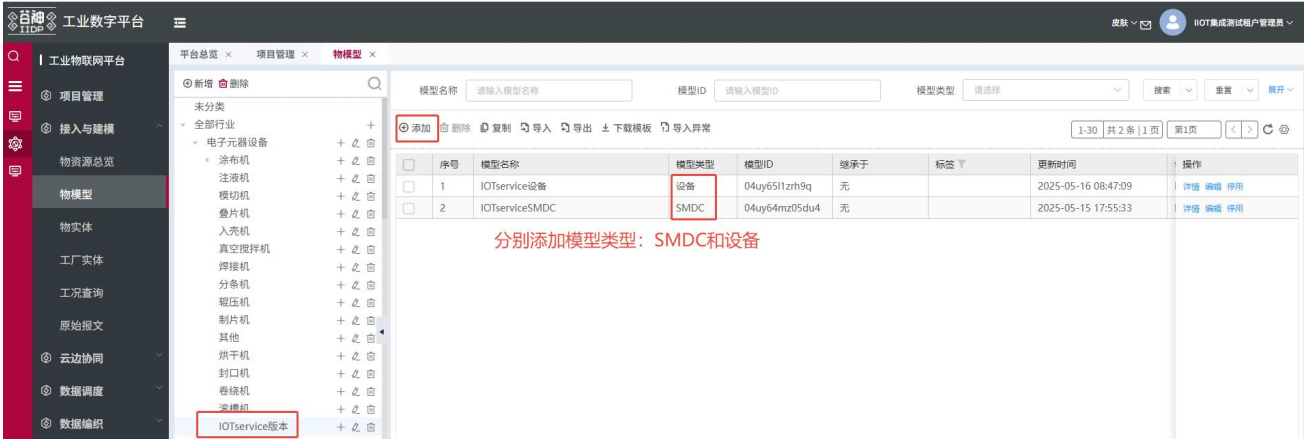 谷神 IIDP 工业数字平台
皮肤 IIOT集成测试租户管理员
工业物联网平台
项目管理
接入与建模
物资源总览
物模型
物实体
工厂实体
工况查询
原始报文
云边协同
数据调度
数据编织
平台总览 × 项目管理 × 物模型 ×
新增 删除
未分类
全部行业
电子元器设备
涂布机
注液机
模切机
叠片机
入壳机
真空搅拌机
焊接机
分条机
辊压机
制片机
其他
烘干机
封口机
卷绕机
滚槽机
IOTservice版本
模型名称 请输入模型名称 模型ID 请输入模型ID 模型类型 请选择 搜索 重置 展开
添加 删除 复制 导入 导出 下载模板 导入异常 1-30 共2条 1页 第1页
序号 模型名称 模型类型 模型ID 继承于 标签 更新时间 操作
1 IOTservice设备 设备 04uy65l1zrh9q 无 2025-05-16 08:47:09 详情 编辑 停用
2 IOTserviceSMDC SMDC 04uy64mz05du4 无 2025-05-15 17:55:33 详情 编辑 停用
分别添加模型类型：SMDC和设备